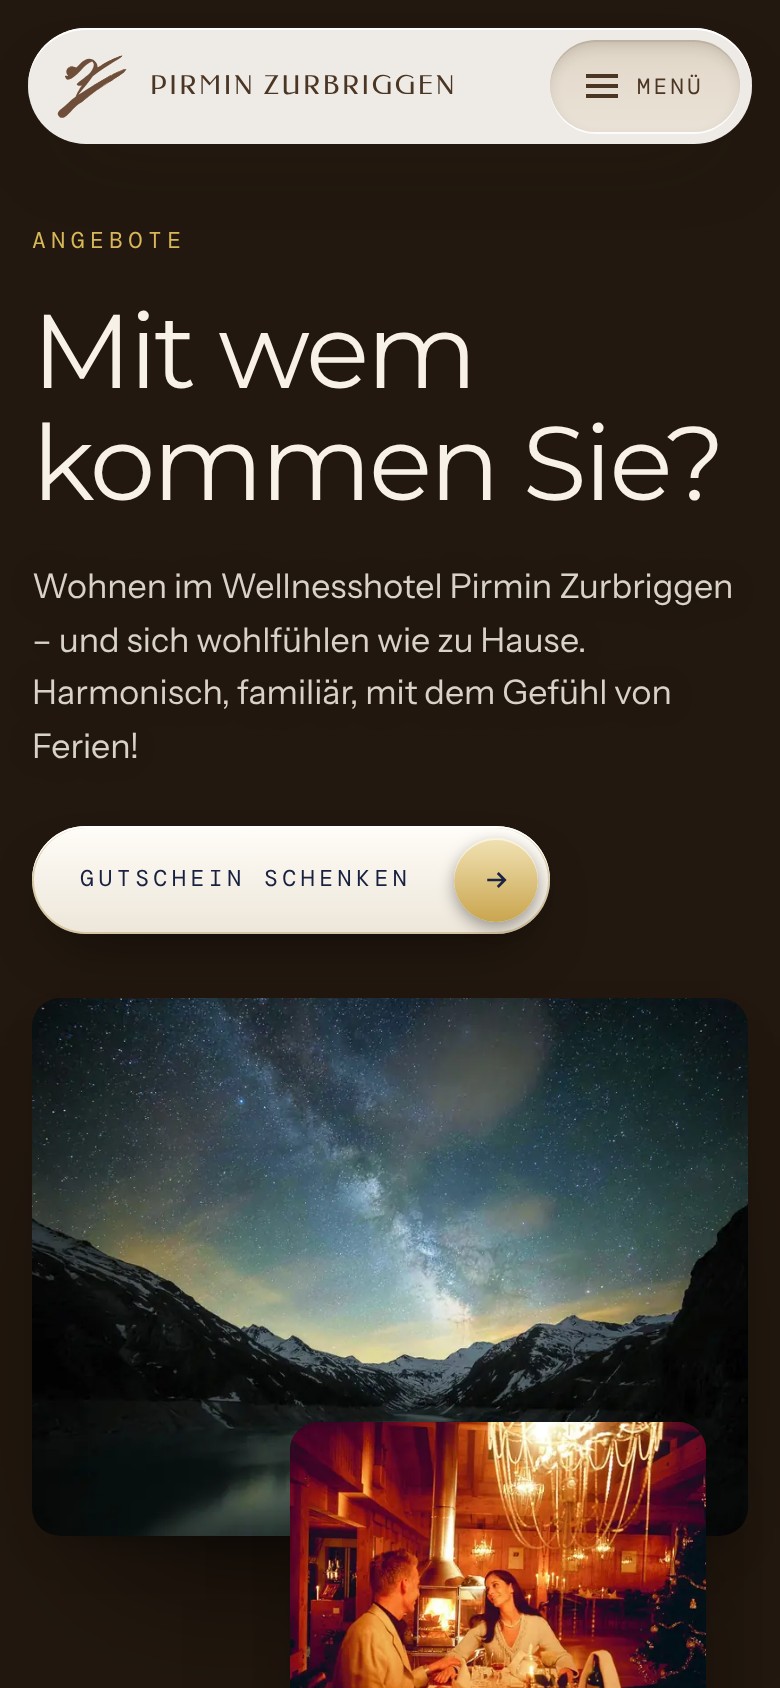 PIRMIN ZURBRIGGEN
MENÜ
ANGEBOTE
Mit wem
kommen Sie?
Wohnen im Wellnesshotel Pirmin Zurbriggen
– und sich wohlfühlen wie zu Hause.
Harmonisch, familiär, mit dem Gefühl von
Ferien!
GUTSCHEIN SCHENKEN →